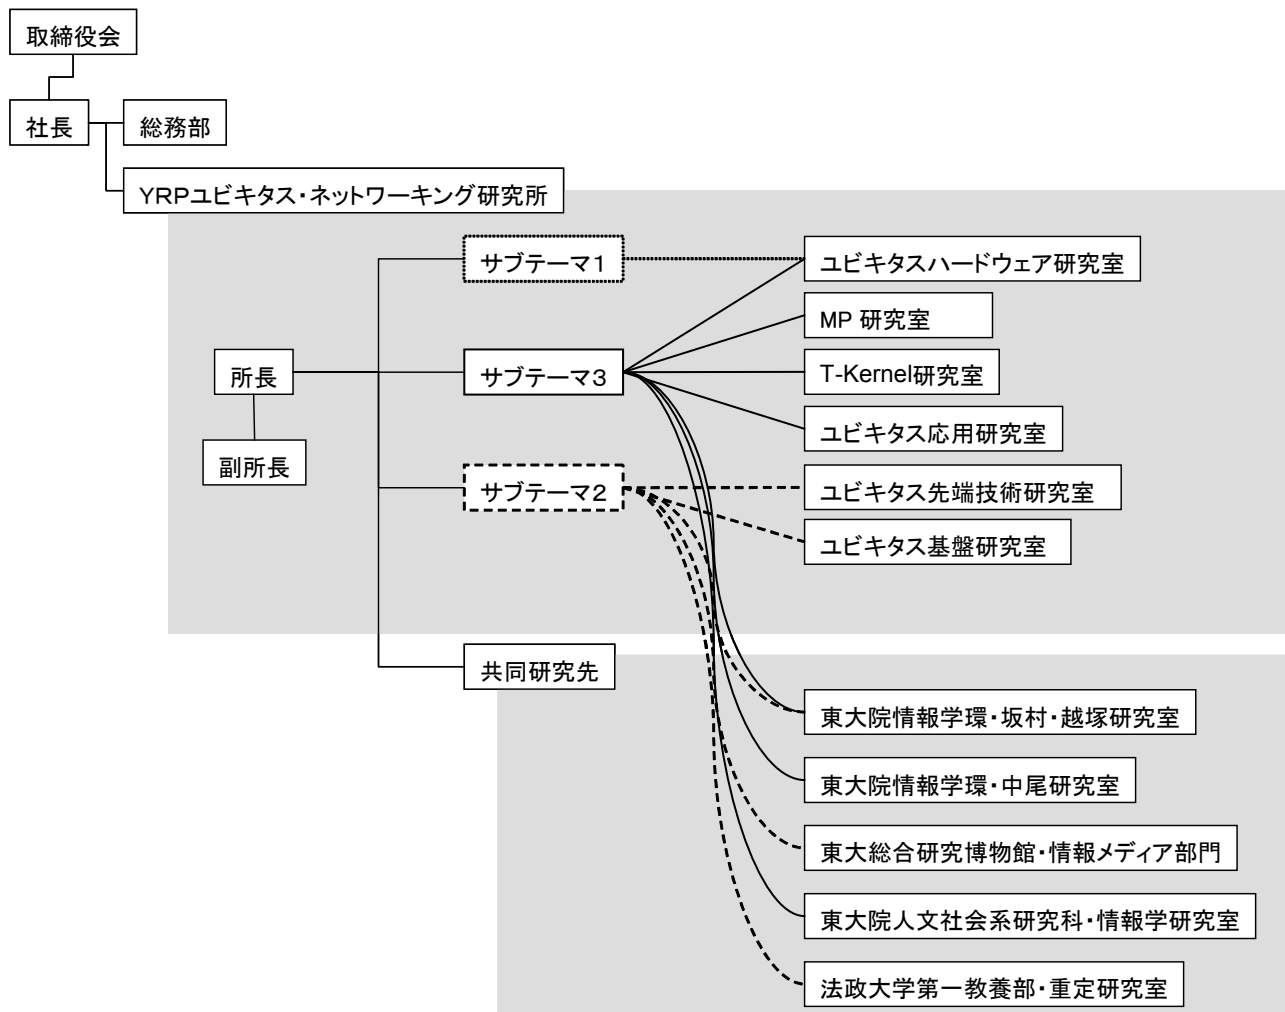 取締役会
社長
総務部
YRPユビキタス・ネットワーキング研究所
サブテーマ1
ユビキタスハードウェア研究室
MP 研究室
所長
サブテーマ3
T-Kernel研究室
副所長
ユビキタス応用研究室
サブテーマ2
ユビキタス先端技術研究室
ユビキタス基盤研究室
共同研究先
東大院情報学環・坂村・越塚研究室
東大院情報学環・中尾研究室
東大総合研究博物館・情報メディア部門
東大院人文社会系研究科・情報学研究室
法政大学第一教養部・重定研究室